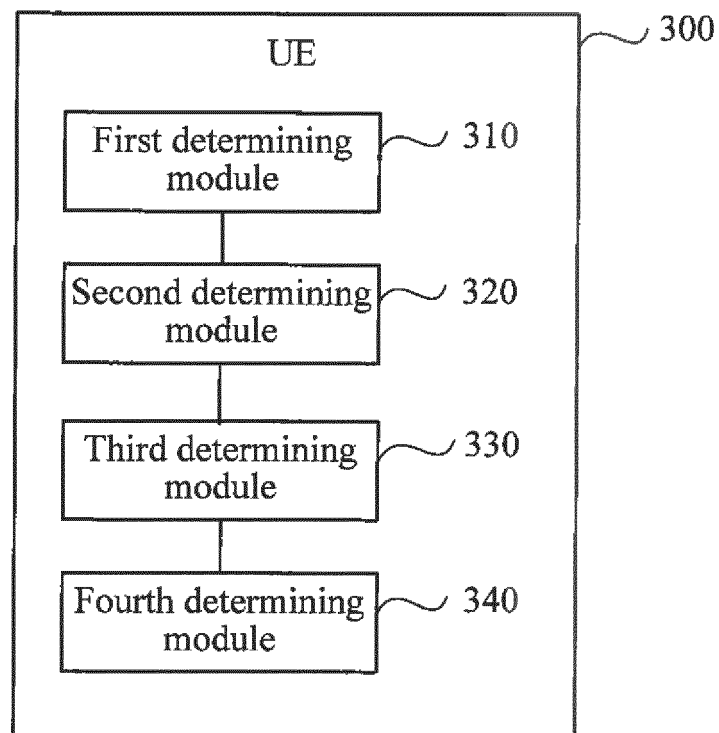 UE
300
First determining
module
310
Second determining
module
320
Third determining
module
330
Fourth determining
module
340